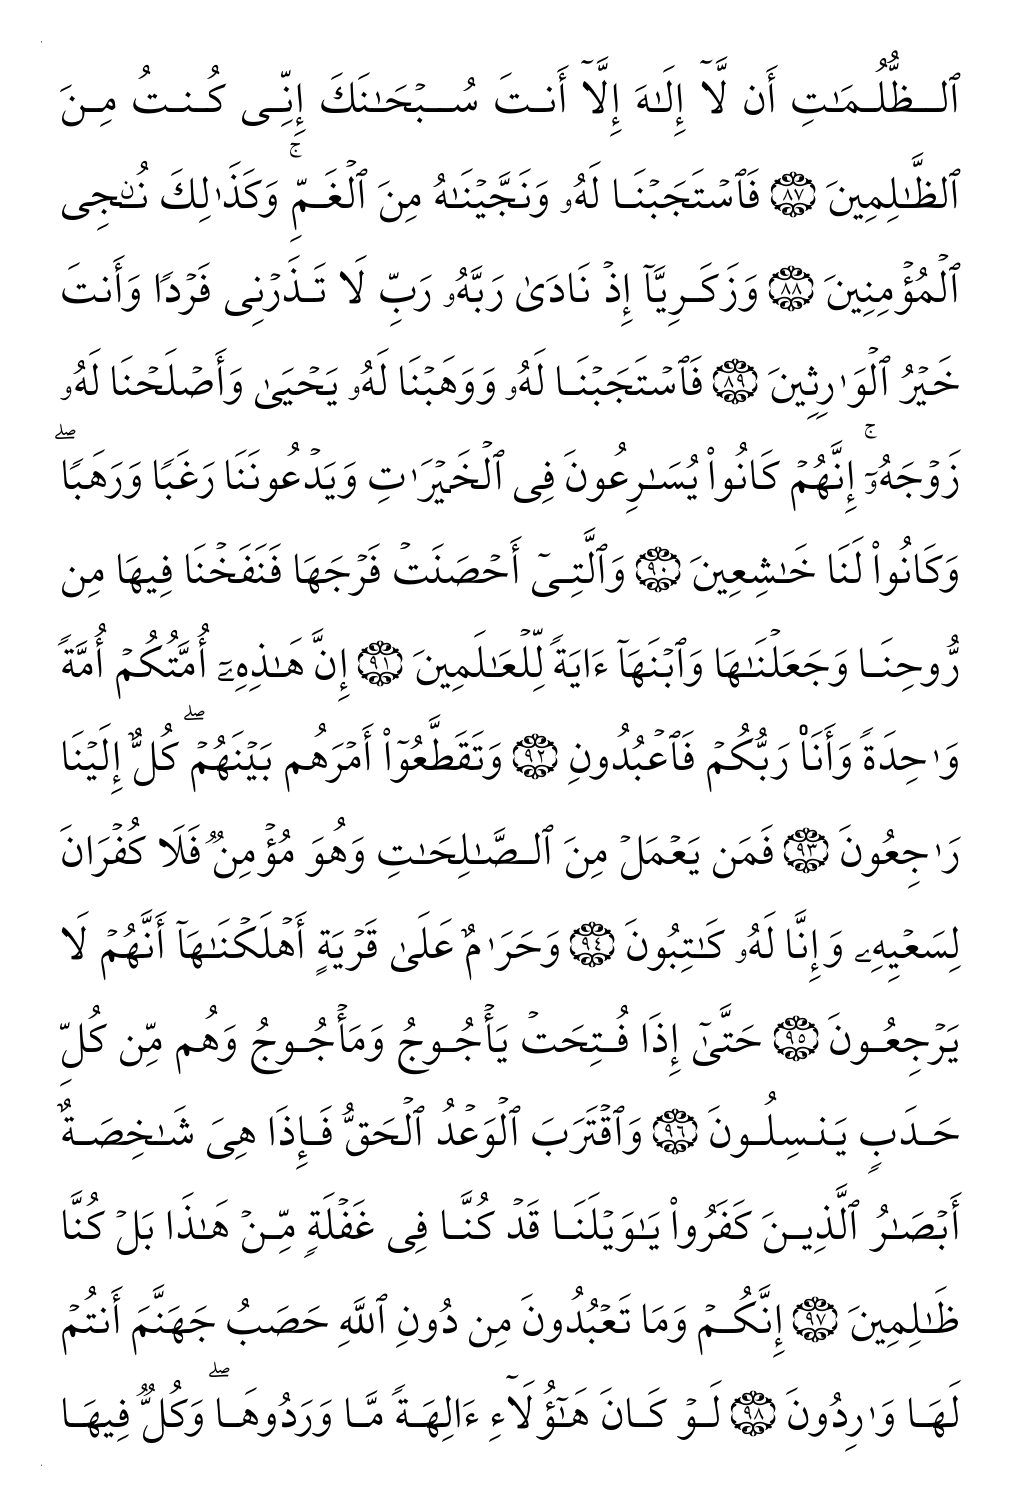 ٱلظُّلُمَـٰتِ أَن لَّآ إِلَـٰهَ إِلَّآ أَنتَ سُبْحَـٰنَكَ إِنِّى كُنتُ مِنَ
ٱلظَّـٰلِمِينَ ٨٧ فَٱسْتَجَبْنَا لَهُۥ وَنَجَّيْنَـٰهُ مِنَ ٱلْغَمِّ ۚ وَكَذَٰلِكَ نُـۨجِى
ٱلْمُؤْمِنِينَ ٨٨ وَزَكَرِيَّآ إِذْ نَادَىٰ رَبَّهُۥ رَبِّ لَا تَذَرْنِى فَرْدًا وَأَنتَ
خَيْرُ ٱلْوَٰرِثِينَ ٨٩ فَٱسْتَجَبْنَا لَهُۥ وَوَهَبْنَا لَهُۥ يَحْيَىٰ وَأَصْلَحْنَا لَهُۥ
زَوْجَهُۥٓ ۚ إِنَّهُمْ كَانُوا۟ يُسَـٰرِعُونَ فِى ٱلْخَيْرَٰتِ وَيَدْعُونَنَا رَغَبًا وَرَهَبًا ۖ
وَكَانُوا۟ لَنَا خَـٰشِعِينَ ٩٠ وَٱلَّتِىٓ أَحْصَنَتْ فَرْجَهَا فَنَفَخْنَا فِيهَا مِن
رُّوحِنَا وَجَعَلْنَـٰهَا وَٱبْنَهَآ ءَايَةً لِّلْعَـٰلَمِينَ ٩١ إِنَّ هَـٰذِهِۦٓ أُمَّتُكُمْ أُمَّةً
وَٰحِدَةً وَأَنَا۠ رَبُّكُمْ فَٱعْبُدُونِ ٩٢ وَتَقَطَّعُوٓا۟ أَمْرَهُم بَيْنَهُمْ ۖ كُلٌّ إِلَيْنَا
رَٰجِعُونَ ٩٣ فَمَن يَعْمَلْ مِنَ ٱلصَّـٰلِحَـٰتِ وَهُوَ مُؤْمِنٌ فَلَا كُفْرَانَ
لِسَعْيِهِۦ وَإِنَّا لَهُۥ كَـٰتِبُونَ ٩٤ وَحَرَٰمٌ عَلَىٰ قَرْيَةٍ أَهْلَكْنَـٰهَآ أَنَّهُمْ لَا
يَرْجِعُونَ ٩٥ حَتَّىٰٓ إِذَا فُتِحَتْ يَأْجُوجُ وَمَأْجُوجُ وَهُم مِّن كُلِّ
حَدَبٍ يَنسِلُونَ ٩٦ وَٱقْتَرَبَ ٱلْوَعْدُ ٱلْحَقُّ فَإِذَا هِىَ شَـٰخِصَةٌ
أَبْصَـٰرُ ٱلَّذِينَ كَفَرُوا۟ يَـٰوَيْلَنَا قَدْ كُنَّا فِى غَفْلَةٍ مِّنْ هَـٰذَا بَلْ كُنَّا
ظَـٰلِمِينَ ٩٧ إِنَّكُمْ وَمَا تَعْبُدُونَ مِن دُونِ ٱللَّهِ حَصَبُ جَهَنَّمَ أَنتُمْ
لَهَا وَٰرِدُونَ ٩٨ لَوْ كَانَ هَـٰٓؤُلَآءِ ءَالِهَةً مَّا وَرَدُوهَا ۖ وَكُلٌّ فِيهَا